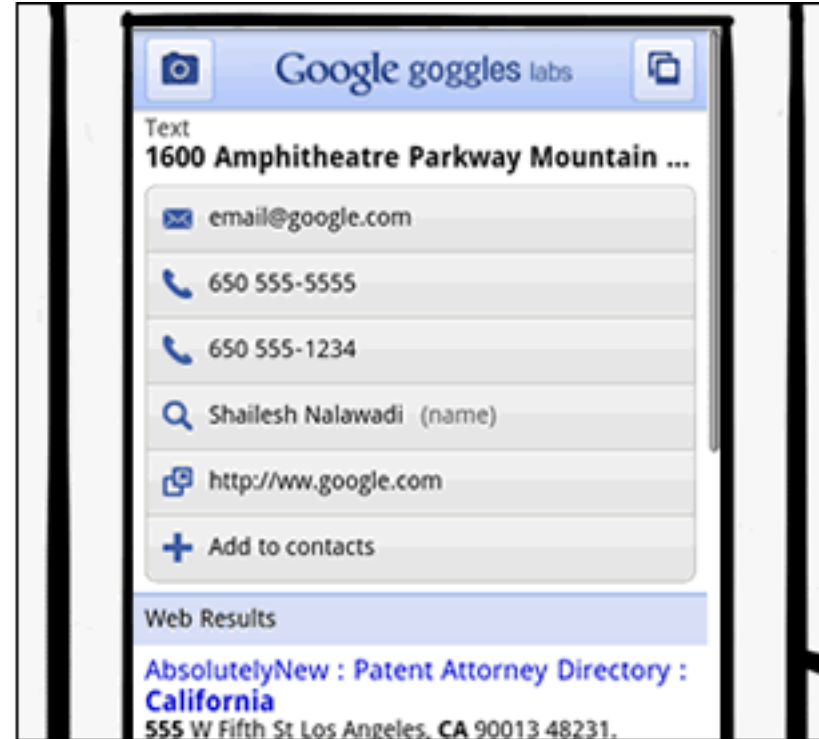 Google goggles labs
Text
1600 Amphitheatre Parkway Mountain ...
email@google.com
650 555-5555
650 555-1234
Shailesh Nalawadi (name)
http://ww.google.com
Add to contacts
Web Results
AbsolutelyNew : Patent Attorney Directory :
California
555 W Fifth St Los Angeles, CA 90013 48231.